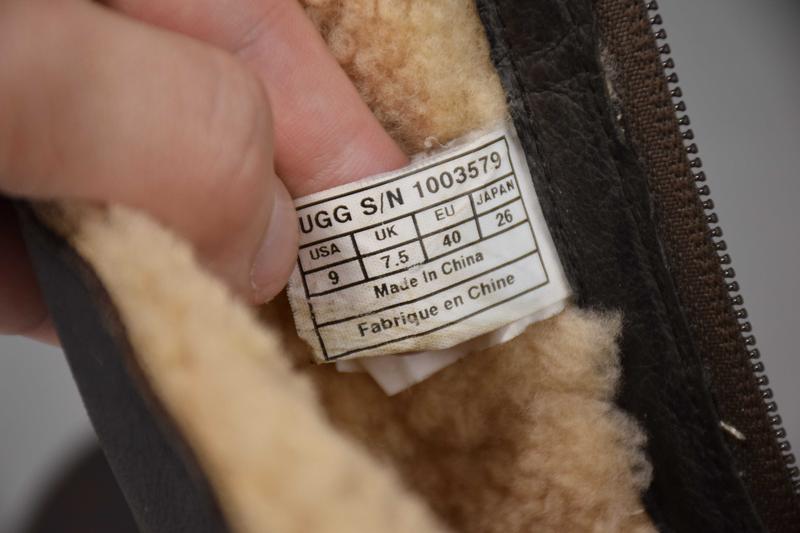 UGG S/N 1003579
USA UK EU JAPAN
9 7.5 40 26
Made In China
Fabrique en Chine